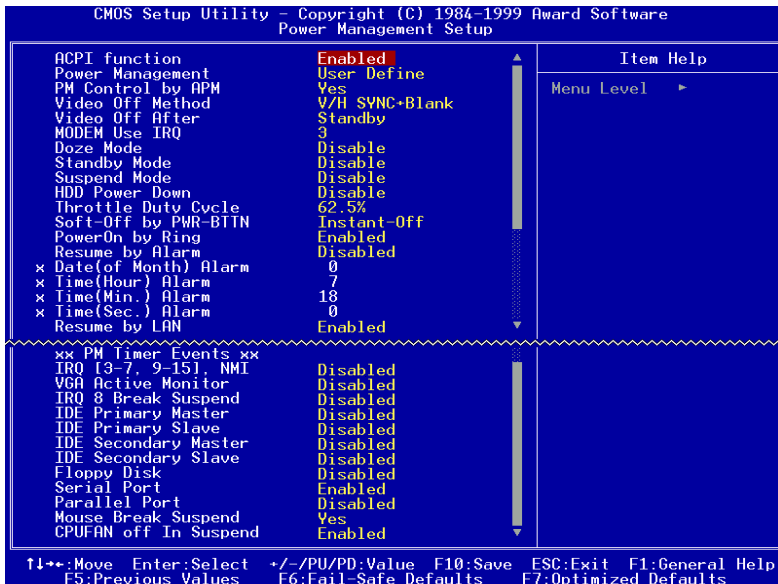 CMOS Setup Utility - Copyright (C) 1984-1999 Award Software
Power Management Setup
ACPI function Enabled
Power Management User Define
PM Control by APM Yes
Video Off Method V/H SYNC+Blank
Video Off After Standby
MODEM Use IRQ 3
Doze Mode Disable
Standby Mode Disable
Suspend Mode Disable
HDD Power Down Disable
Throttle Duty Cycle 62.5%
Soft-Off by PWR-BTTN Instant-Off
PowerOn by Ring Enabled
Resume by Alarm Disabled
x Date(of Month) Alarm 0
x Time(Hour) Alarm 7
x Time(Min.) Alarm 18
x Time(Sec.) Alarm 0
Resume by LAN Enabled
Item Help
Menu Level ►
xx PM Timer Events xx
IRQ [3-7, 9-15], NMI Disabled
VGA Active Monitor Disabled
IRQ 8 Break Suspend Disabled
IDE Primary Master Disabled
IDE Primary Slave Disabled
IDE Secondary Master Disabled
IDE Secondary Slave Disabled
Floppy Disk Disabled
Serial Port Enabled
Parallel Port Disabled
Mouse Break Suspend Yes
CPUFAN off In Suspend Enabled
↑↓→←:Move Enter:Select +/-/PU/PD:Value F10:Save ESC:Exit F1:General Help
F5:Previous Values F6:Fail-Safe Defaults F7:Optimized Defaults